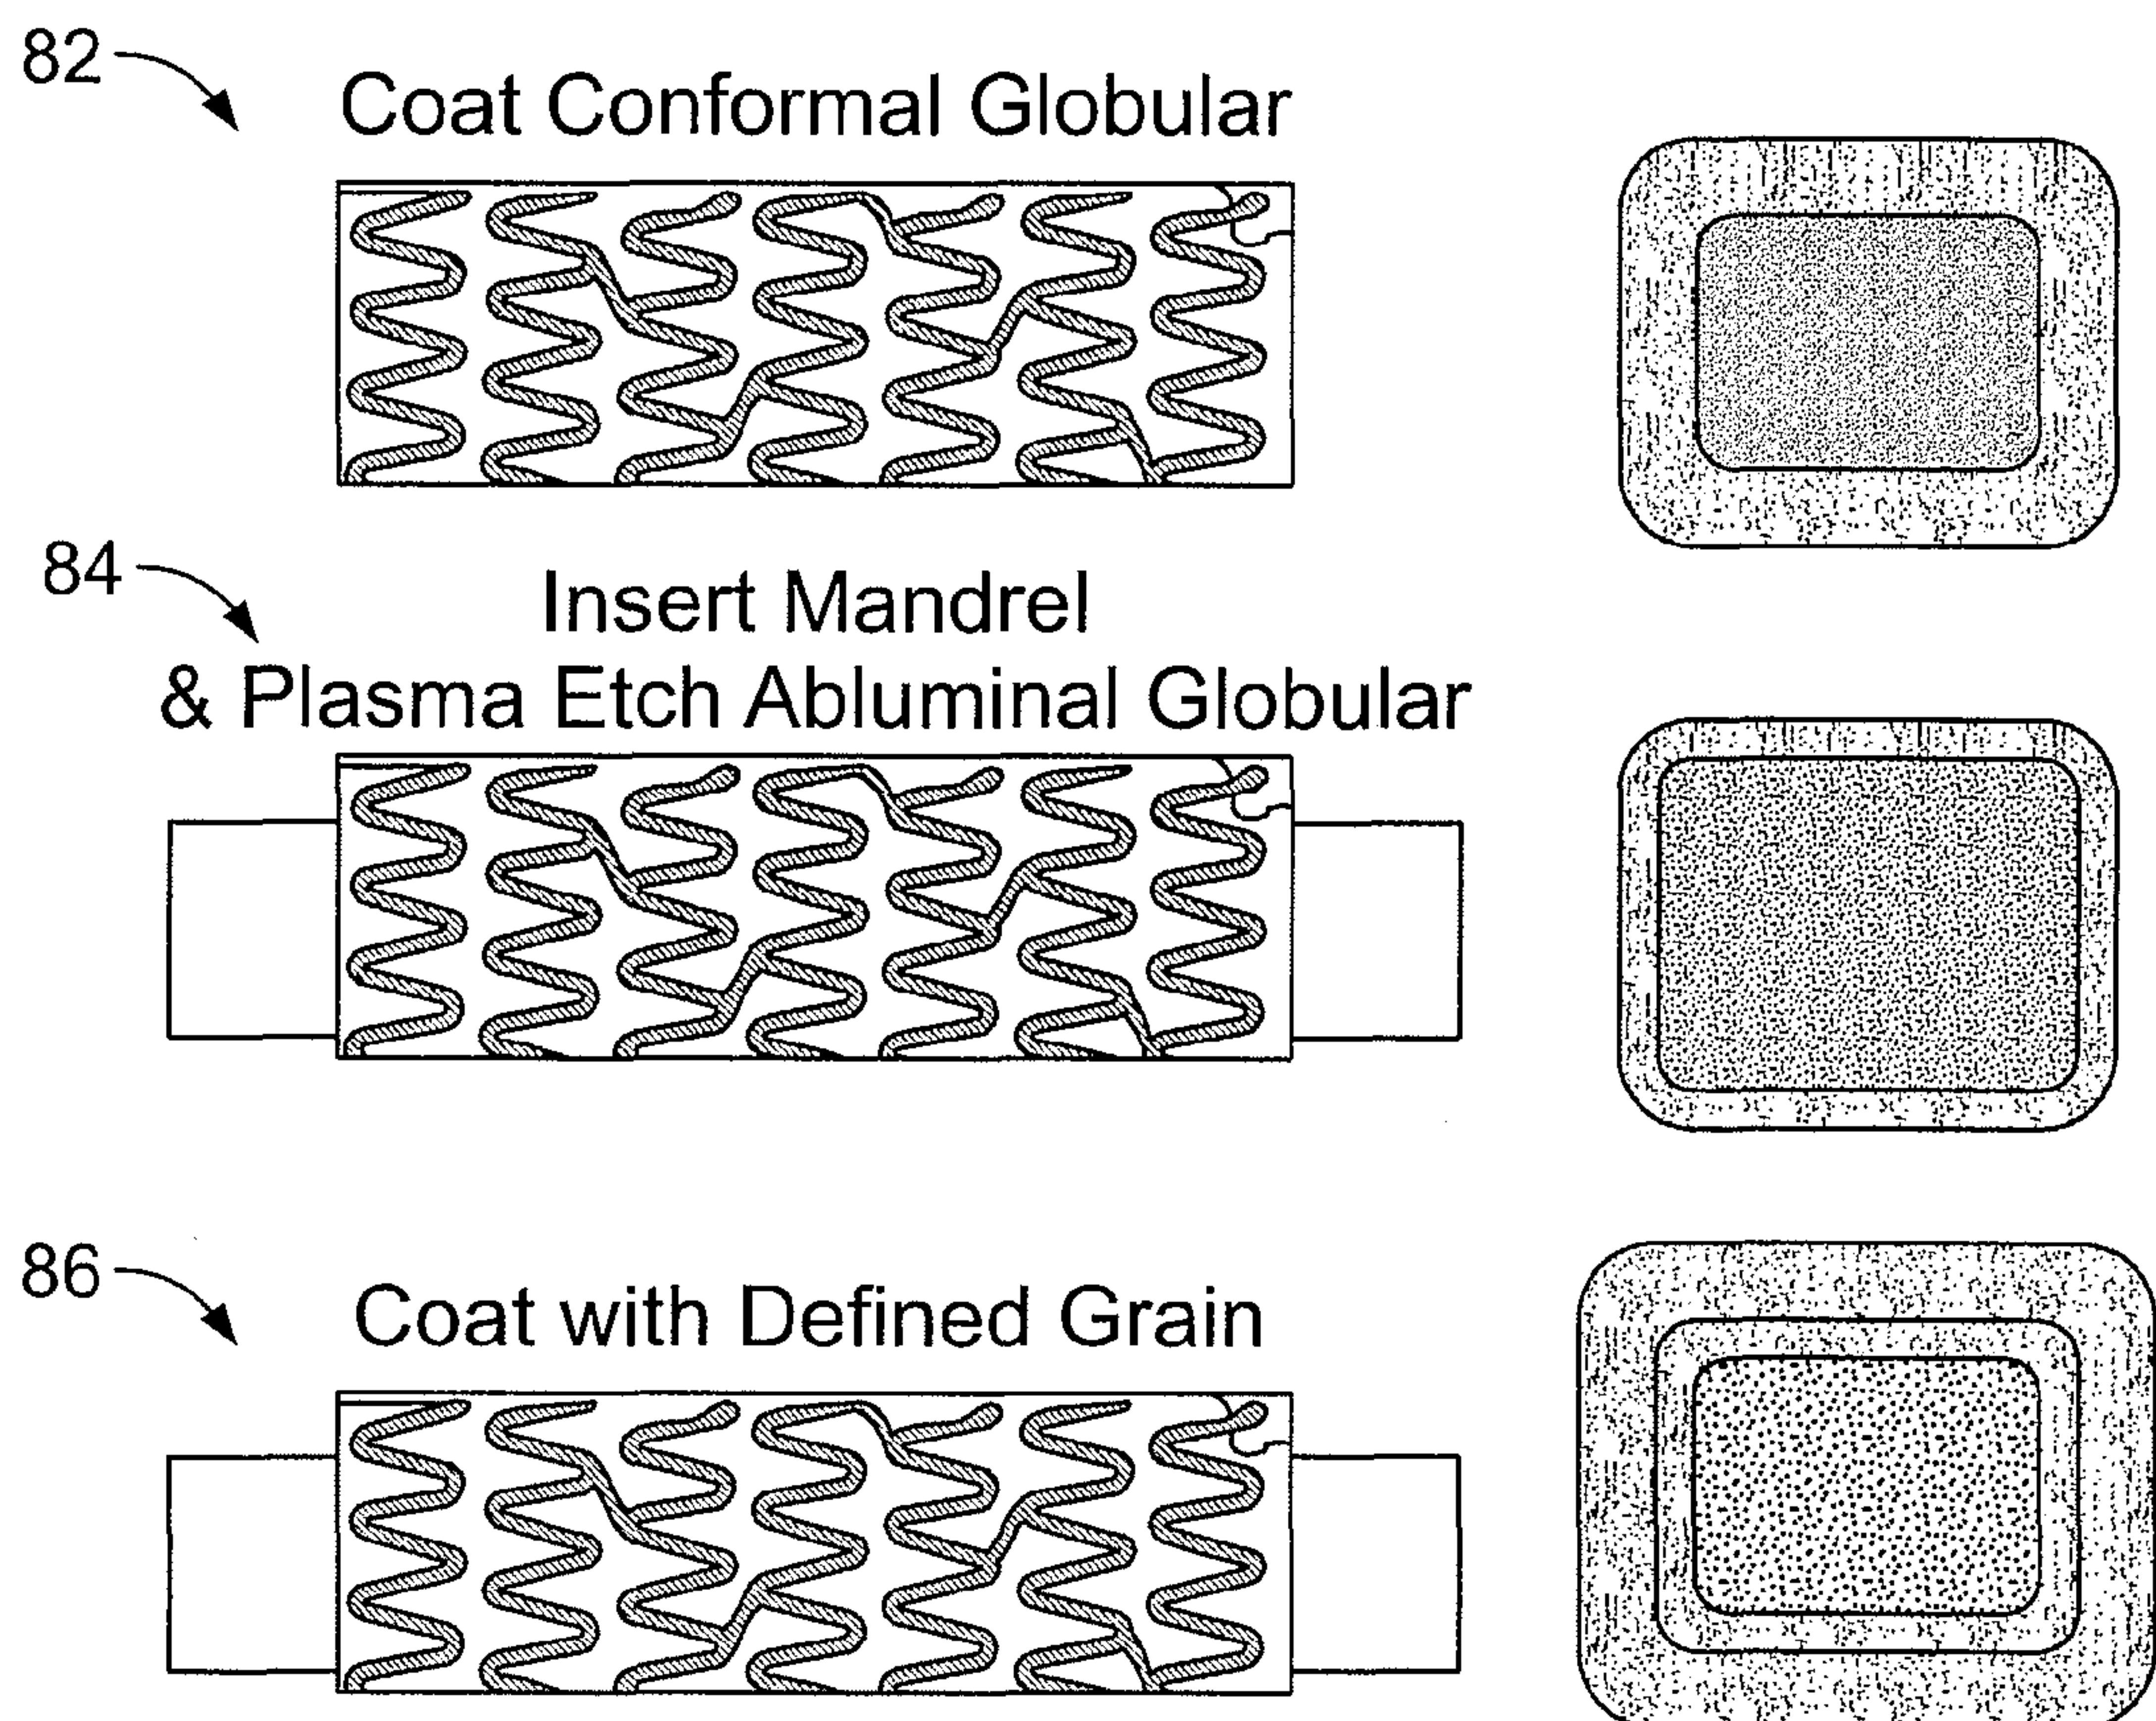 82
Coat Conformal Globular
84
Insert Mandrel
& Plasma Etch Abluminal Globular
86
Coat with Defined Grain